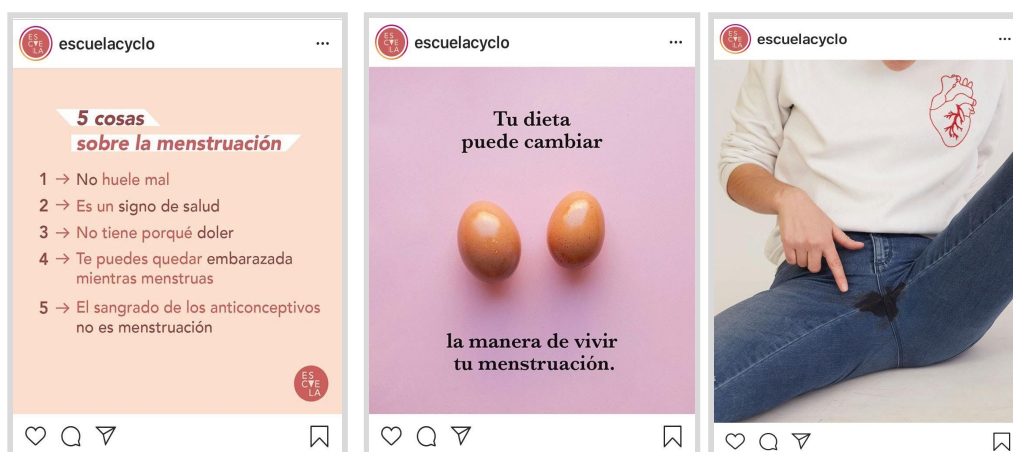 escuelacyclo
5 cosas
sobre la menstruación
1 → No huele mal
2 → Es un signo de salud
3 → No tiene porqué doler
4 → Te puedes quedar embarazada
mientras menstruas
5 → El sangrado de los anticonceptivos
no es menstruación
ES
C♥E
LA
escuelacyclo
Tu dieta
puede cambiar
la manera de vivir
tu menstruación.
escuelacyclo